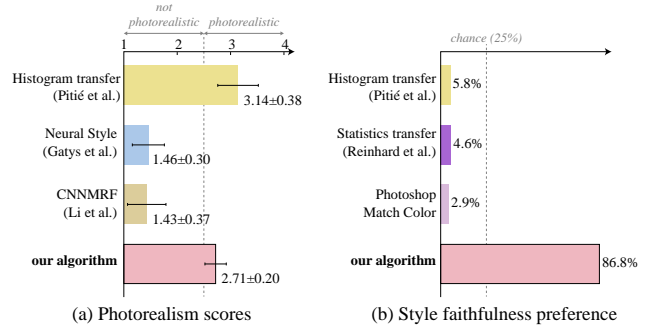 not
photorealistic
photorealistic
1
2
3
4
Histogram transfer
(Pitié et al.)
3.14±0.38
Neural Style
(Gatys et al.)
1.46±0.30
CNNMRF
(Li et al.)
1.43±0.37
our algorithm
2.71±0.20
(a) Photorealism scores
chance (25%)
Histogram transfer
(Pitié et al.)
5.8%
Statistics transfer
(Reinhard et al.)
4.6%
Photoshop
Match Color
2.9%
our algorithm
86.8%
(b) Style faithfulness preference